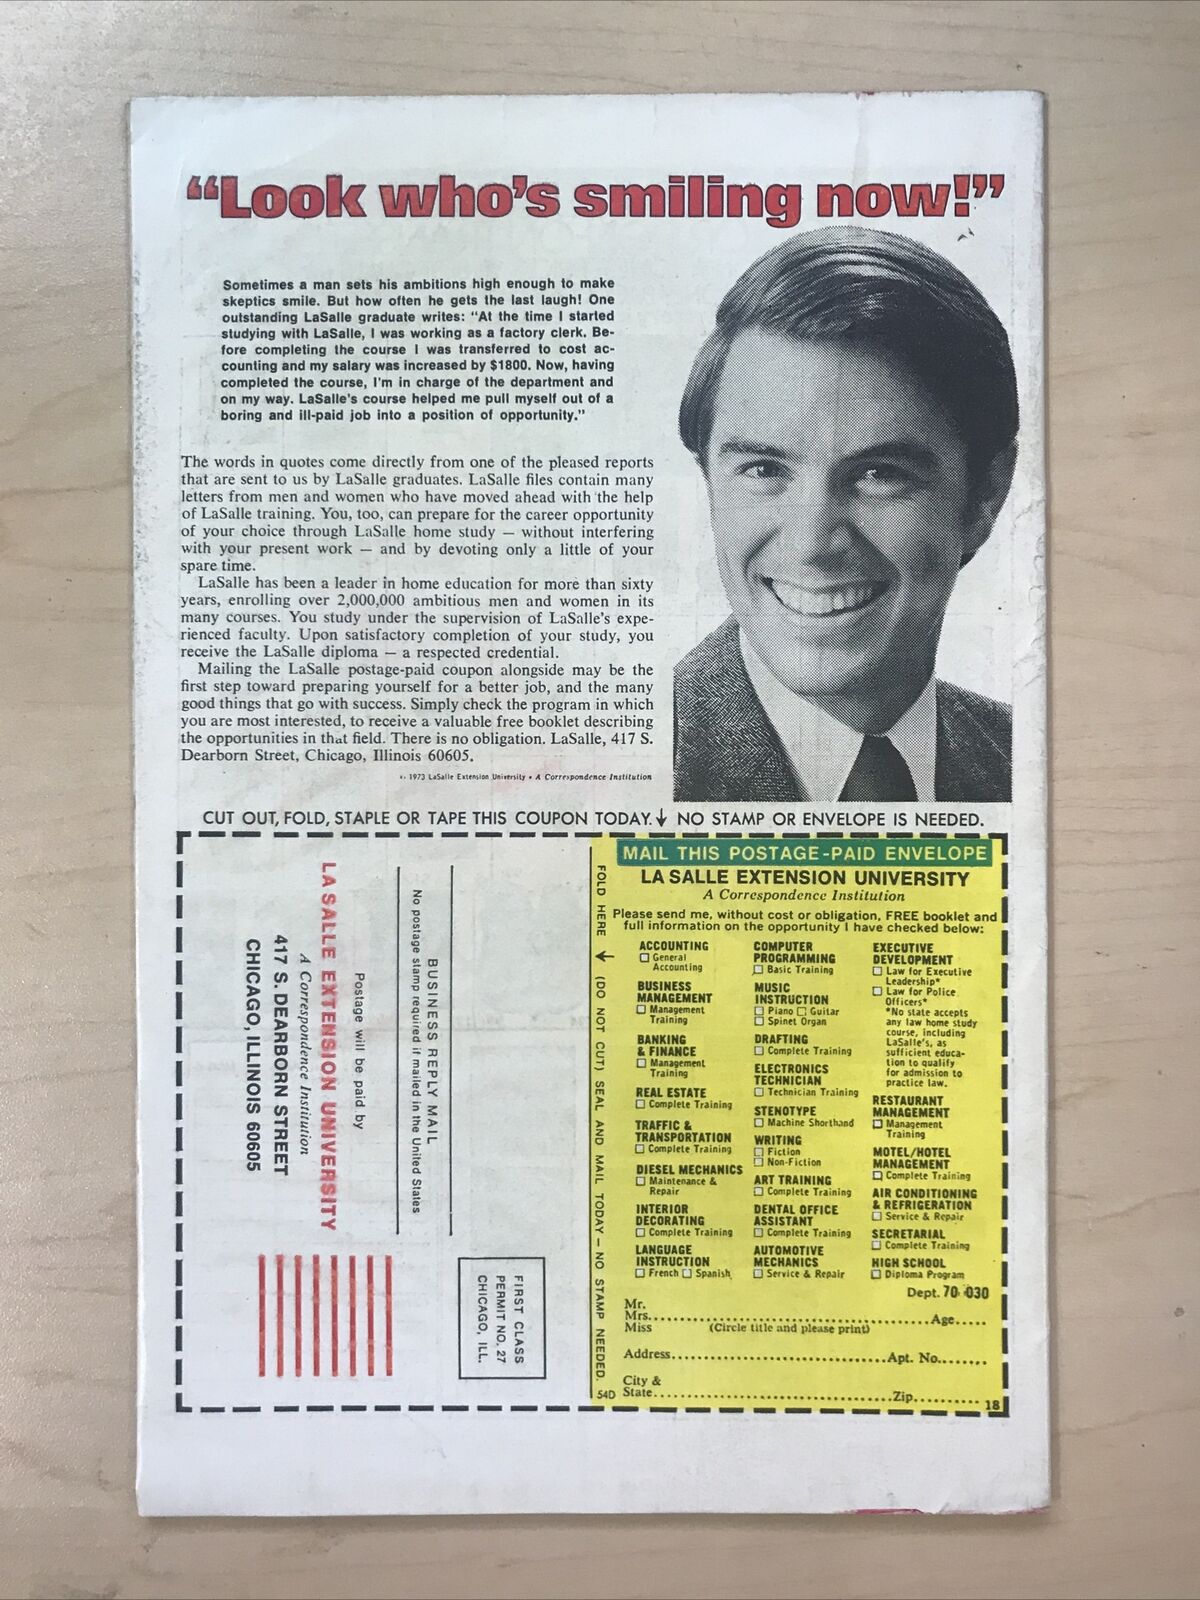 “Look who’s smiling now!”
Sometimes a man sets his ambitions high enough to make
skeptics smile. But how often he gets the last laugh! One
outstanding LaSalle graduate writes: “At the time I started
studying with LaSalle, I was working as a factory clerk. Be-
fore completing the course I was transferred to cost ac-
counting and my salary was increased by $1800. Now, having
completed the course, I’m in charge of the department and
on my way. LaSalle’s course helped me pull myself out of a
boring and ill-paid job into a position of opportunity.”
The words in quotes come directly from one of the pleased reports
that are sent to us by LaSalle graduates. LaSalle files contain many
letters from men and women who have moved ahead with the help
of LaSalle training. You, too, can prepare for the career opportunity
of your choice through LaSalle home study — without interfering
with your present work — and by devoting only a little of your
spare time.
LaSalle has been a leader in home education for more than sixty
years, enrolling over 2,000,000 ambitious men and women in its
many courses. You study under the supervision of LaSalle’s expe-
rienced faculty. Upon satisfactory completion of your study, you
receive the LaSalle diploma — a respected credential.
Mailing the LaSalle postage-paid coupon alongside may be the
first step toward preparing yourself for a better job, and the many
good things that go with success. Simply check the program in which
you are most interested, to receive a valuable free booklet describing
the opportunities in that field. There is no obligation. LaSalle, 417 S.
Dearborn Street, Chicago, Illinois 60605.
© 1973 LaSalle Extension University • A Correspondence Institution
CUT OUT, FOLD, STAPLE OR TAPE THIS COUPON TODAY.↓ NO STAMP OR ENVELOPE IS NEEDED.
BUSINESS REPLY MAIL
No postage stamp required if mailed in the United States
Postage will be paid by
LA SALLE EXTENSION UNIVERSITY
A Correspondence Institution
417 S. DEARBORN STREET
CHICAGO, ILLINOIS 60605
FIRST CLASS
PERMIT NO. 27
CHICAGO, ILL.
FOLD HERE ↓ (DO NOT CUT) SEAL AND MAIL TODAY — NO STAMP NEEDED.
54D
MAIL THIS POSTAGE-PAID ENVELOPE
LA SALLE EXTENSION UNIVERSITY
A Correspondence Institution
Please send me, without cost or obligation, FREE booklet and
full information on the opportunity I have checked below:
ACCOUNTING
☐ General
Accounting
BUSINESS
MANAGEMENT
☐ Management
Training
BANKING
& FINANCE
☐ Management
Training
REAL ESTATE
☐ Complete Training
TRAFFIC &
TRANSPORTATION
☐ Complete Training
DIESEL MECHANICS
☐ Maintenance &
Repair
INTERIOR
DECORATING
☐ Complete Training
LANGUAGE
INSTRUCTION
☐ French ☐ Spanish
COMPUTER
PROGRAMMING
☐ Basic Training
MUSIC
INSTRUCTION
☐ Piano ☐ Guitar
☐ Spinet Organ
DRAFTING
☐ Complete Training
ELECTRONICS
TECHNICIAN
☐ Technician Training
STENOTYPE
☐ Machine Shorthand
WRITING
☐ Fiction
☐ Non-Fiction
ART TRAINING
☐ Complete Training
DENTAL OFFICE
ASSISTANT
☐ Complete Training
AUTOMOTIVE
MECHANICS
☐ Service & Repair
EXECUTIVE
DEVELOPMENT
☐ Law for Executive
Leadership*
☐ Law for Police
Officers*
*No state accepts
any law home study
course, including
LaSalle’s, as
sufficient educa-
tion to qualify
for admission to
practice law.
RESTAURANT
MANAGEMENT
☐ Management
Training
MOTEL/HOTEL
MANAGEMENT
☐ Complete Training
AIR CONDITIONING
& REFRIGERATION
☐ Service & Repair
SECRETARIAL
☐ Complete Training
HIGH SCHOOL
☐ Diploma Program
Dept. 70-030
Mr.
Mrs. .......... Age.....
Miss (Circle title and please print)
Address.......... Apt. No........
City &
State.......... Zip..........
18